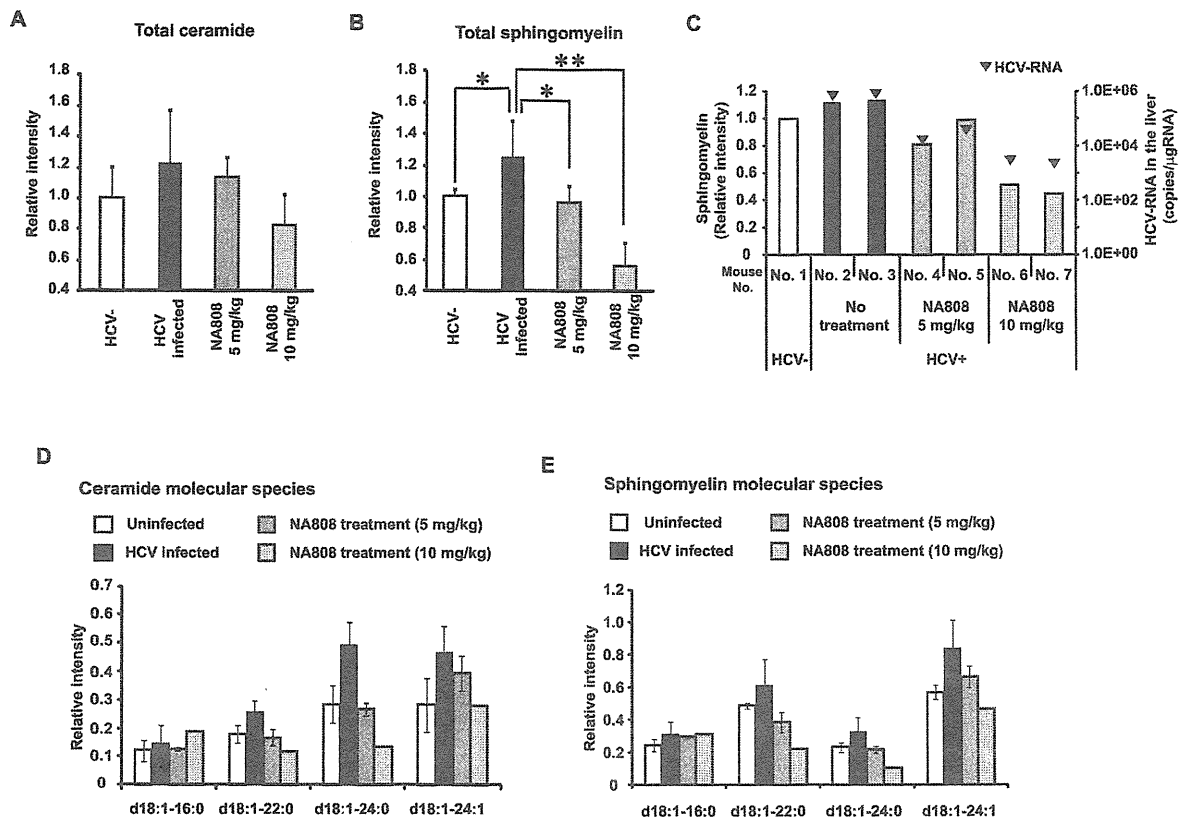 A
Total ceramide
Relative intensity
1.8
1.6
1.4
1.2
1.0
0.8
0.6
0.4
HCV-
HCV infected
NA808 5 mg/kg
NA808 10 mg/kg
B
Total sphingomyelin
Relative intensity
1.8
1.6
1.4
1.2
1.0
0.8
0.6
0.4
*
*
**
HCV-
HCV infected
NA808 5 mg/kg
NA808 10 mg/kg
C
HCV-RNA
Sphingomyelin
(Relative intensity)
1.2
1.0
0.8
0.6
0.4
0.2
0
1.0E+06
1.0E+04
1.0E+02
1.0E+00
HCV-RNA in the liver
(copies/μgRNA)
Mouse No.
No. 1 No. 2 No. 3 No. 4 No. 5 No. 6 No. 7
No treatment
NA808 5 mg/kg
NA808 10 mg/kg
HCV-
HCV+
D
Ceramide molecular species
Uninfected
NA808 treatment (5 mg/kg)
HCV infected
NA808 treatment (10 mg/kg)
Relative intensity
0.7
0.6
0.5
0.4
0.3
0.2
0.1
0
d18:1-16:0 d18:1-22:0 d18:1-24:0 d18:1-24:1
E
Sphingomyelin molecular species
Uninfected
NA808 treatment (5 mg/kg)
HCV infected
NA808 treatment (10 mg/kg)
Relative intensity
1.2
1.0
0.8
0.6
0.4
0.2
0
d18:1-16:0 d18:1-22:0 d18:1-24:0 d18:1-24:1